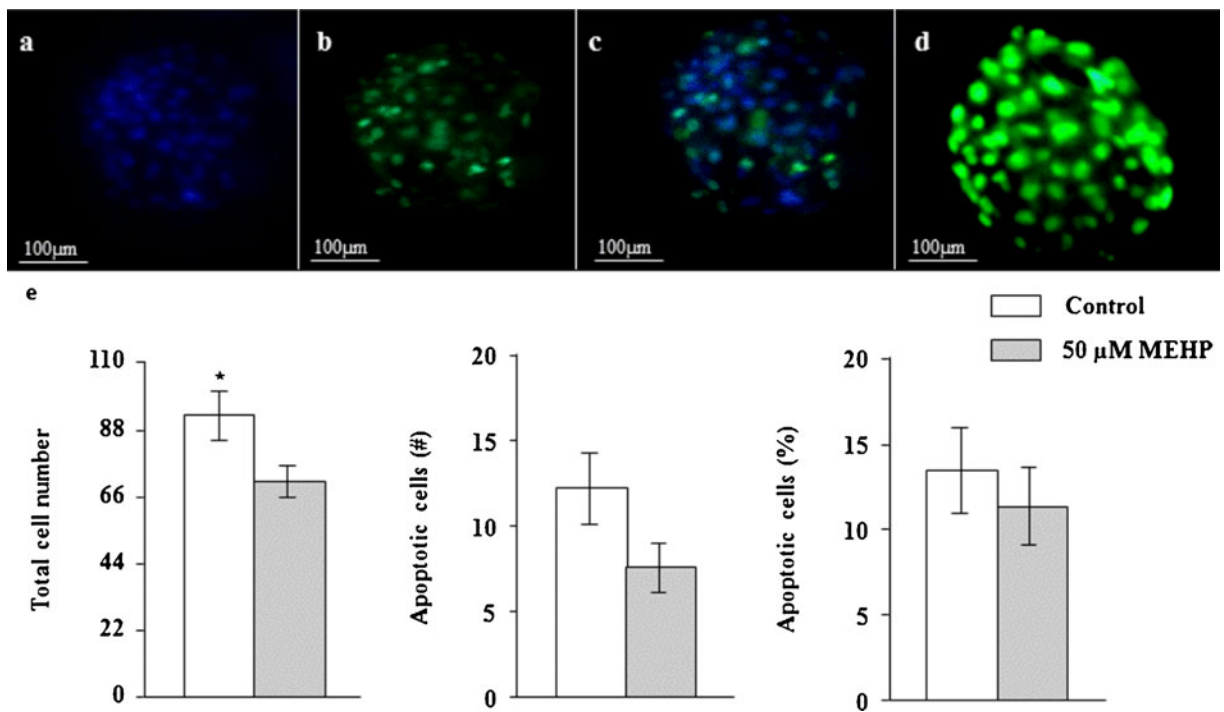 a
b
c
d
100μm
100μm
100μm
100μm
e
Control
50 μM MEHP
Total cell number
110
88
66
44
22
0
★
Apoptotic cells (#)
20
15
10
5
0
Apoptotic cells (%)
20
15
10
5
0